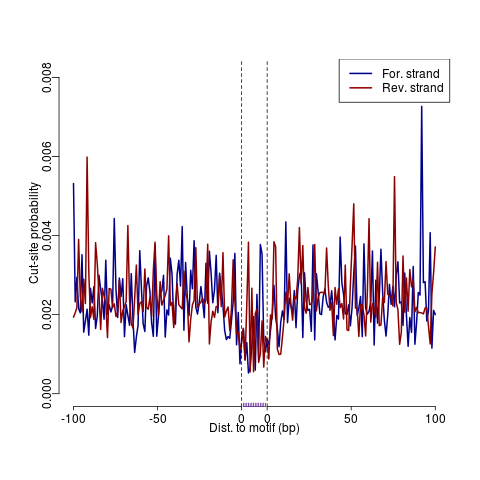 For. strand
Rev. strand
Cut-site probability
0.000
0.002
0.004
0.006
0.008
-100
-50
0
0
50
100
Dist. to motif (bp)